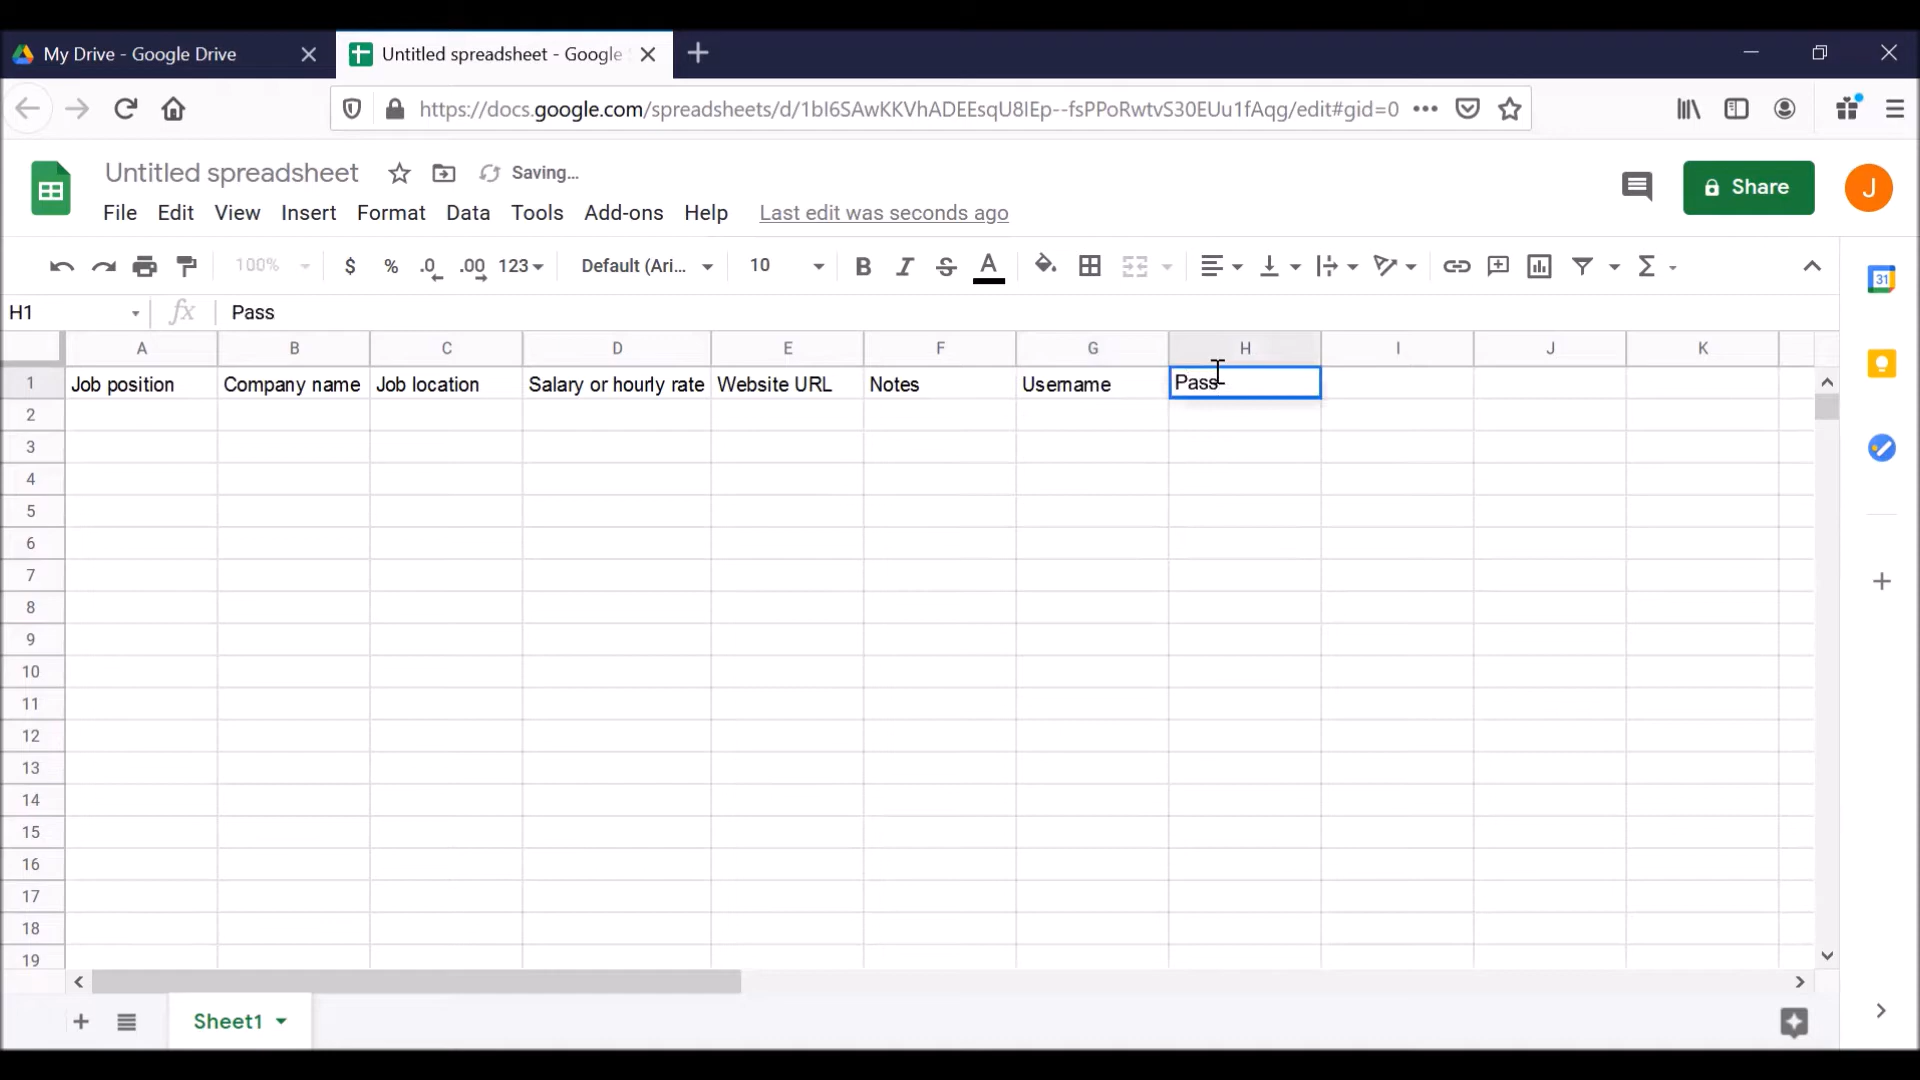 My Drive - Google Drive
Untitled spreadsheet - Google
https://docs.google.com/spreadsheets/d/1bI6SAwKKVhADEEsqU8IEp--fsPPoRwtvS30EUu1fAqg/edit#gid=0
Untitled spreadsheet
Saving...
Share
J
File Edit View Insert Format Data Tools Add-ons Help Last edit was seconds ago
100% $ % .0 .00 123 Default (Ari... 10 B I S A Σ
31
H1 fx Pass
A B C D E F G H I J K
1 Job position Company name Job location Salary or hourly rate Website URL Notes Username Pass
2
3
4
5
6
7
8
9
10
11
12
13
14
15
16
17
18
19
Sheet1